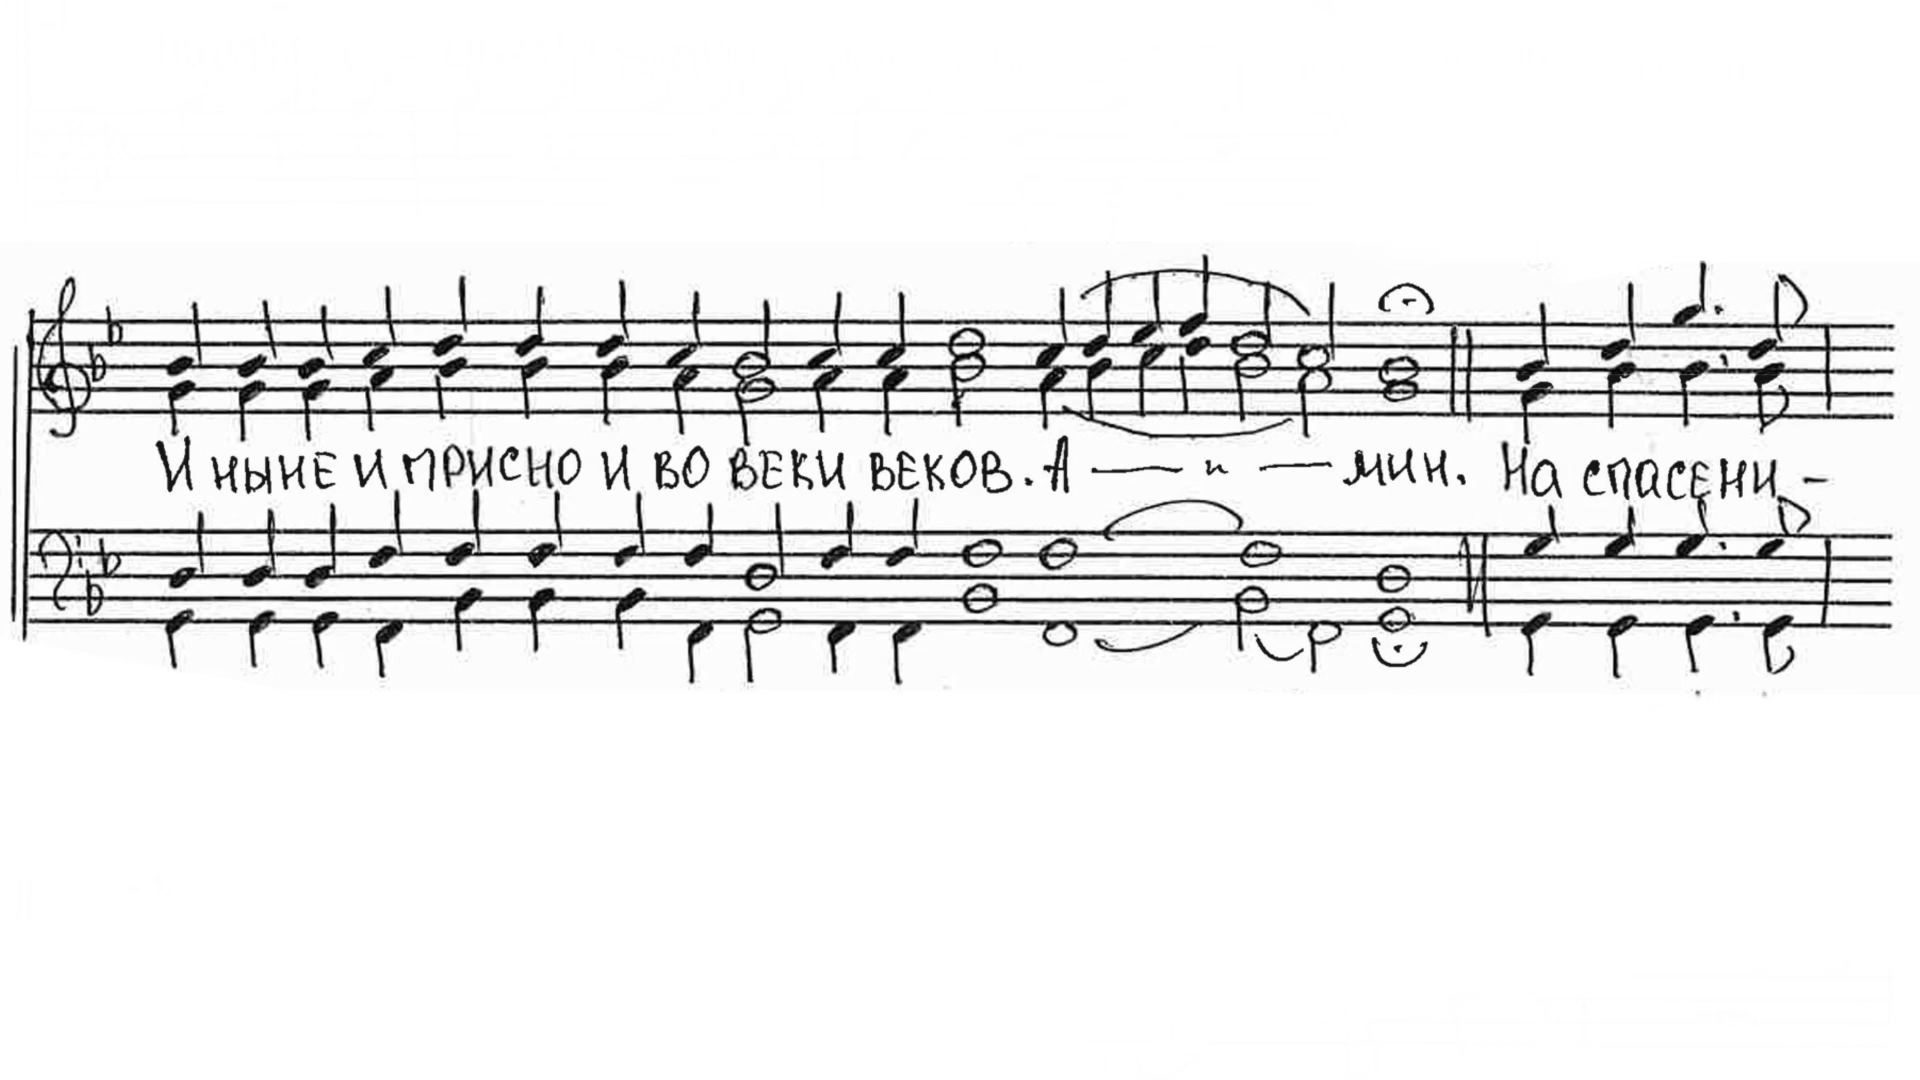 И НЫНЕ И ПРИСНО И ВО ВЕКИ ВЕКОВ. А — и — МИН. На СПАСЕНИ -